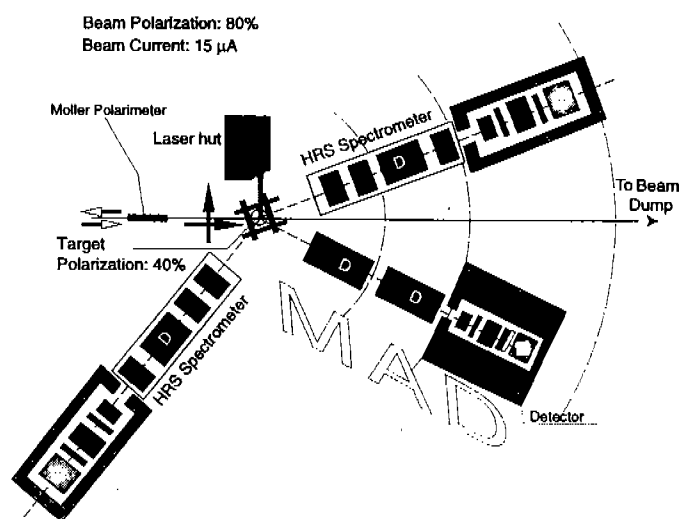 Beam Polarization: 80%
Beam Current: 15 μA
Moller Polarimeter
Laser hut
HRS Spectrometer
D
To Beam
Dump
Target
Polarization: 40%
D
D
D
HRS Spectrometer
MAD
Detector